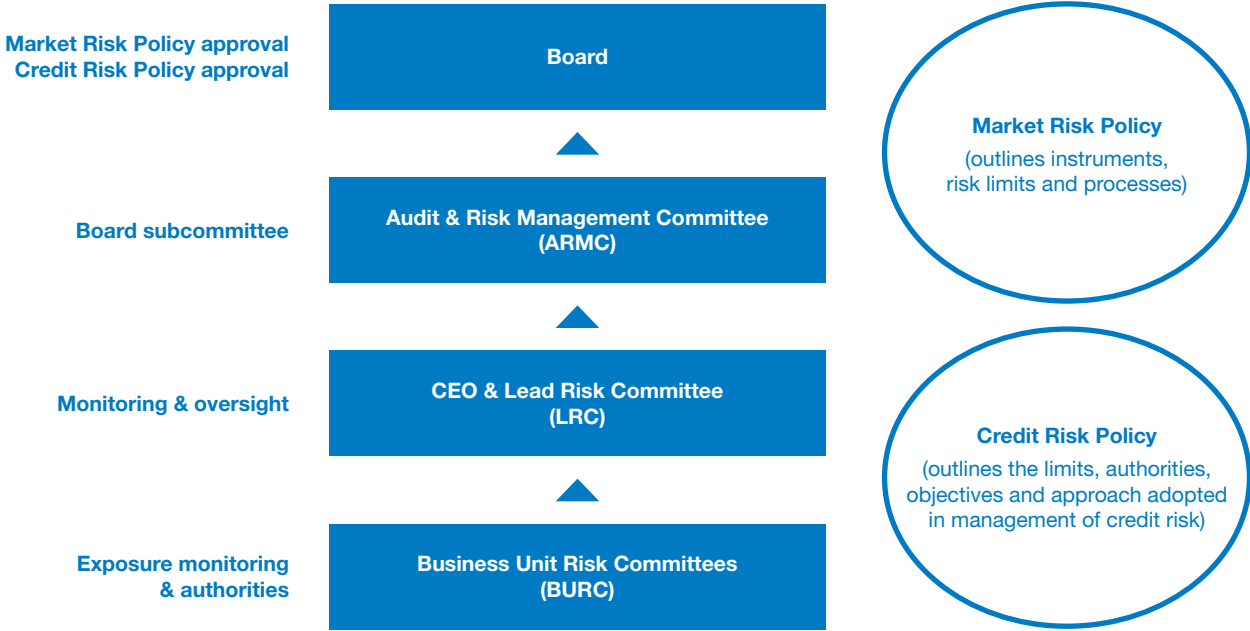 Market Risk Policy approval
Credit Risk Policy approval
Board
Board subcommittee
Audit & Risk Management Committee
(ARMC)
Monitoring & oversight
CEO & Lead Risk Committee
(LRC)
Exposure monitoring
& authorities
Business Unit Risk Committees
(BURC)
Market Risk Policy
(outlines instruments,
risk limits and processes)
Credit Risk Policy
(outlines the limits, authorities,
objectives and approach adopted
in management of credit risk)